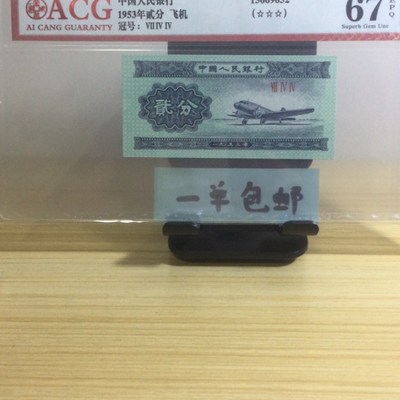 ACG
AI CANG GUARANTY
中国人民银行
1953年贰分 飞机
冠号：VII IV IV
(☆☆☆)
67
EPQ
Superb Gem Unc
中国人民银行
VII IV IV
贰分
一九五三年
一羊包邮